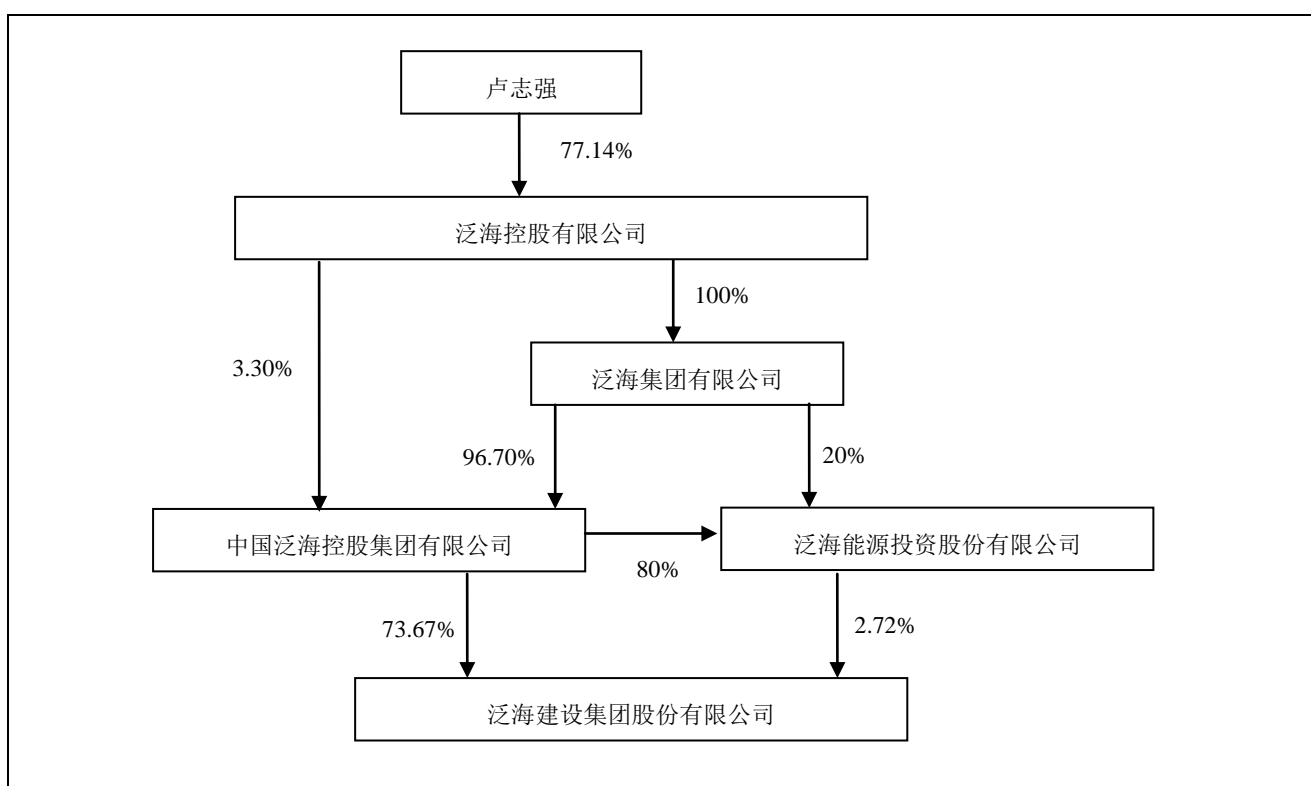 卢志强
77.14%
泛海控股有限公司
100%
3.30%
泛海集团有限公司
96.70%
20%
中国泛海控股集团有限公司
泛海能源投资股份有限公司
80%
73.67%
2.72%
泛海建设集团股份有限公司